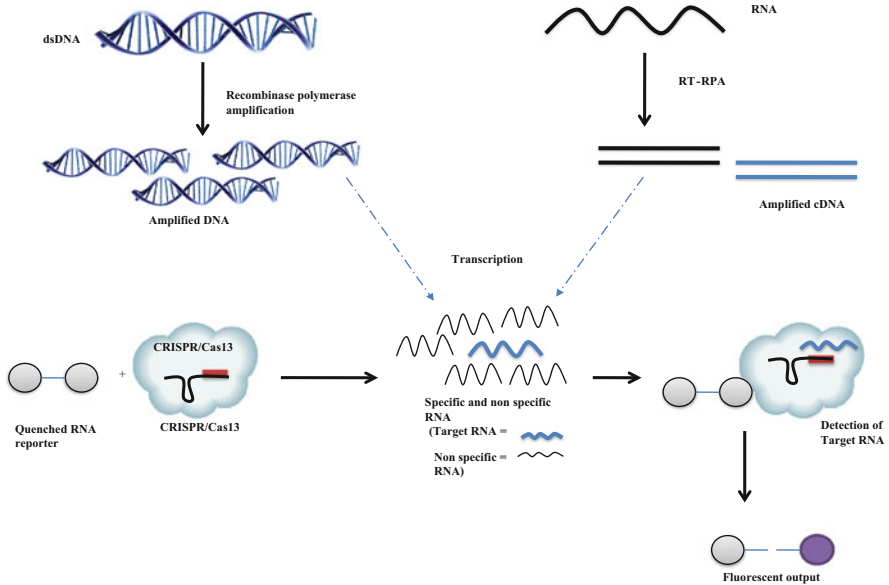 dsDNA
RNA
Recombinase polymerase
amplification
RT-RPA
Amplified DNA
Amplified cDNA
Transcription
CRISPR/Cas13
+
Quenched RNA
reporter
CRISPR/Cas13
Specific and non specific
RNA
(Target RNA =
Non specific =
RNA)
Detection of
Target RNA
Fluorescent output